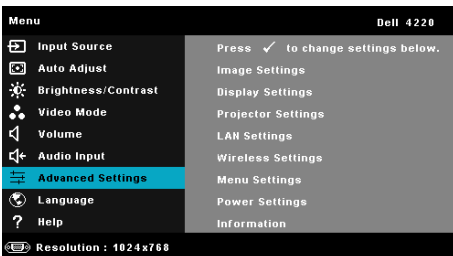 Menu Dell 4220
Input Source
Auto Adjust
Brightness/Contrast
Video Mode
Volume
Audio Input
Advanced Settings
Language
? Help
Resolution : 1024x768
Press ✓ to change settings below.
Image Settings
Display Settings
Projector Settings
LAN Settings
Wireless Settings
Menu Settings
Power Settings
Information